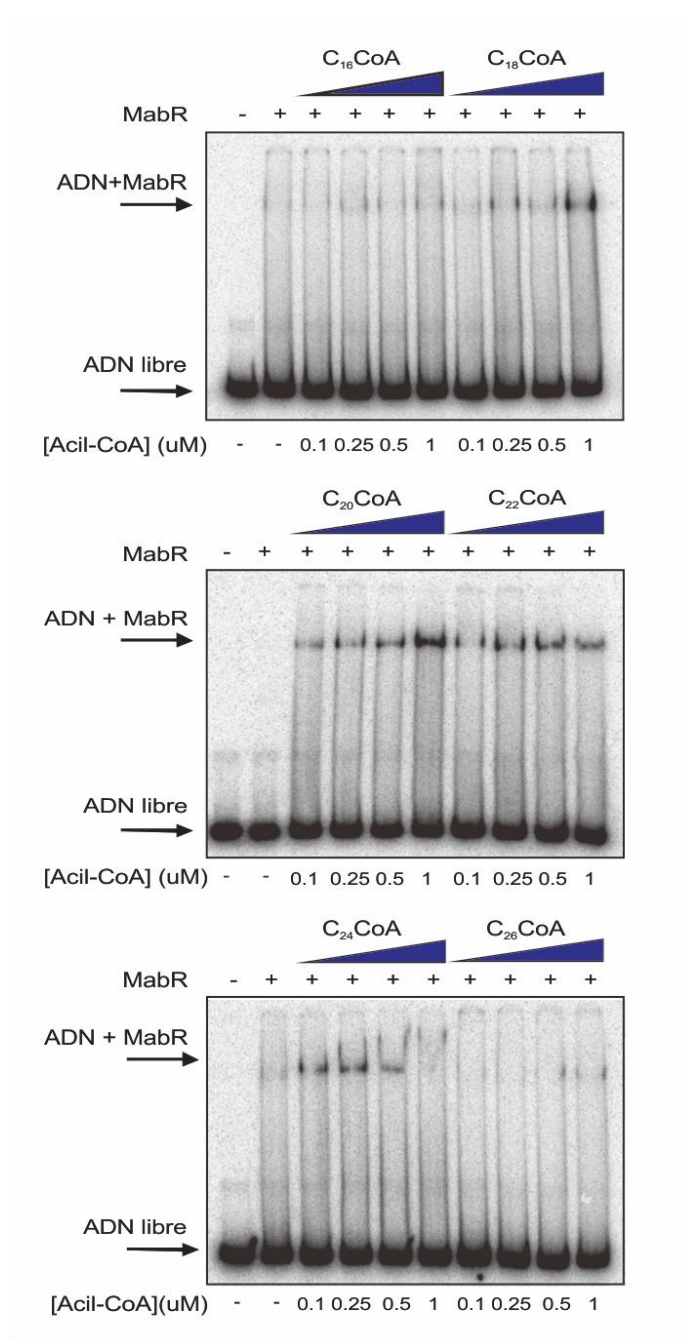 C₁₆CoA C₁₈CoA
MabR - + + + + + + + + +
ADN+MabR
ADN libre
[Acil-CoA] (uM) - - 0.1 0.25 0.5 1 0.1 0.25 0.5 1
C₂₀CoA C₂₂CoA
MabR - + + + + + + + + +
ADN + MabR
ADN libre
[Acil-CoA] (uM) - - 0.1 0.25 0.5 1 0.1 0.25 0.5 1
C₂₄CoA C₂₆CoA
MabR - + + + + + + + + +
ADN + MabR
ADN libre
[Acil-CoA](uM) - - 0.1 0.25 0.5 1 0.1 0.25 0.5 1